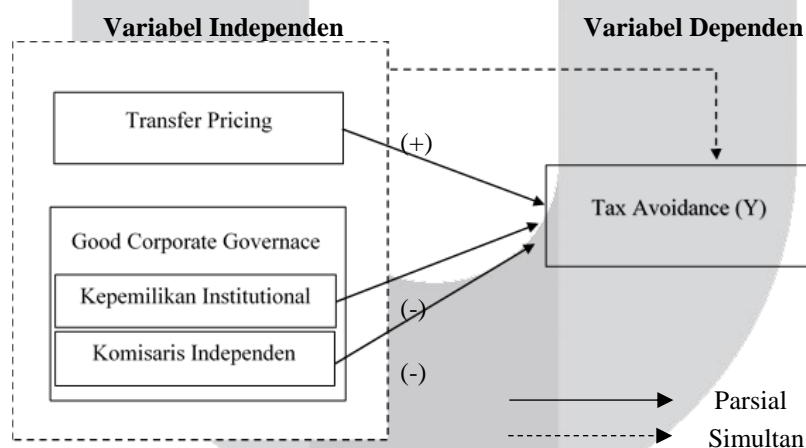 Variabel Independen
Variabel Dependen
Transfer Pricing
(+)
Tax Avoidance (Y)
Good Corporate Governace
Kepemilikan Institutional
(-)
Komisaris Independen
(-)
Parsial
Simultan